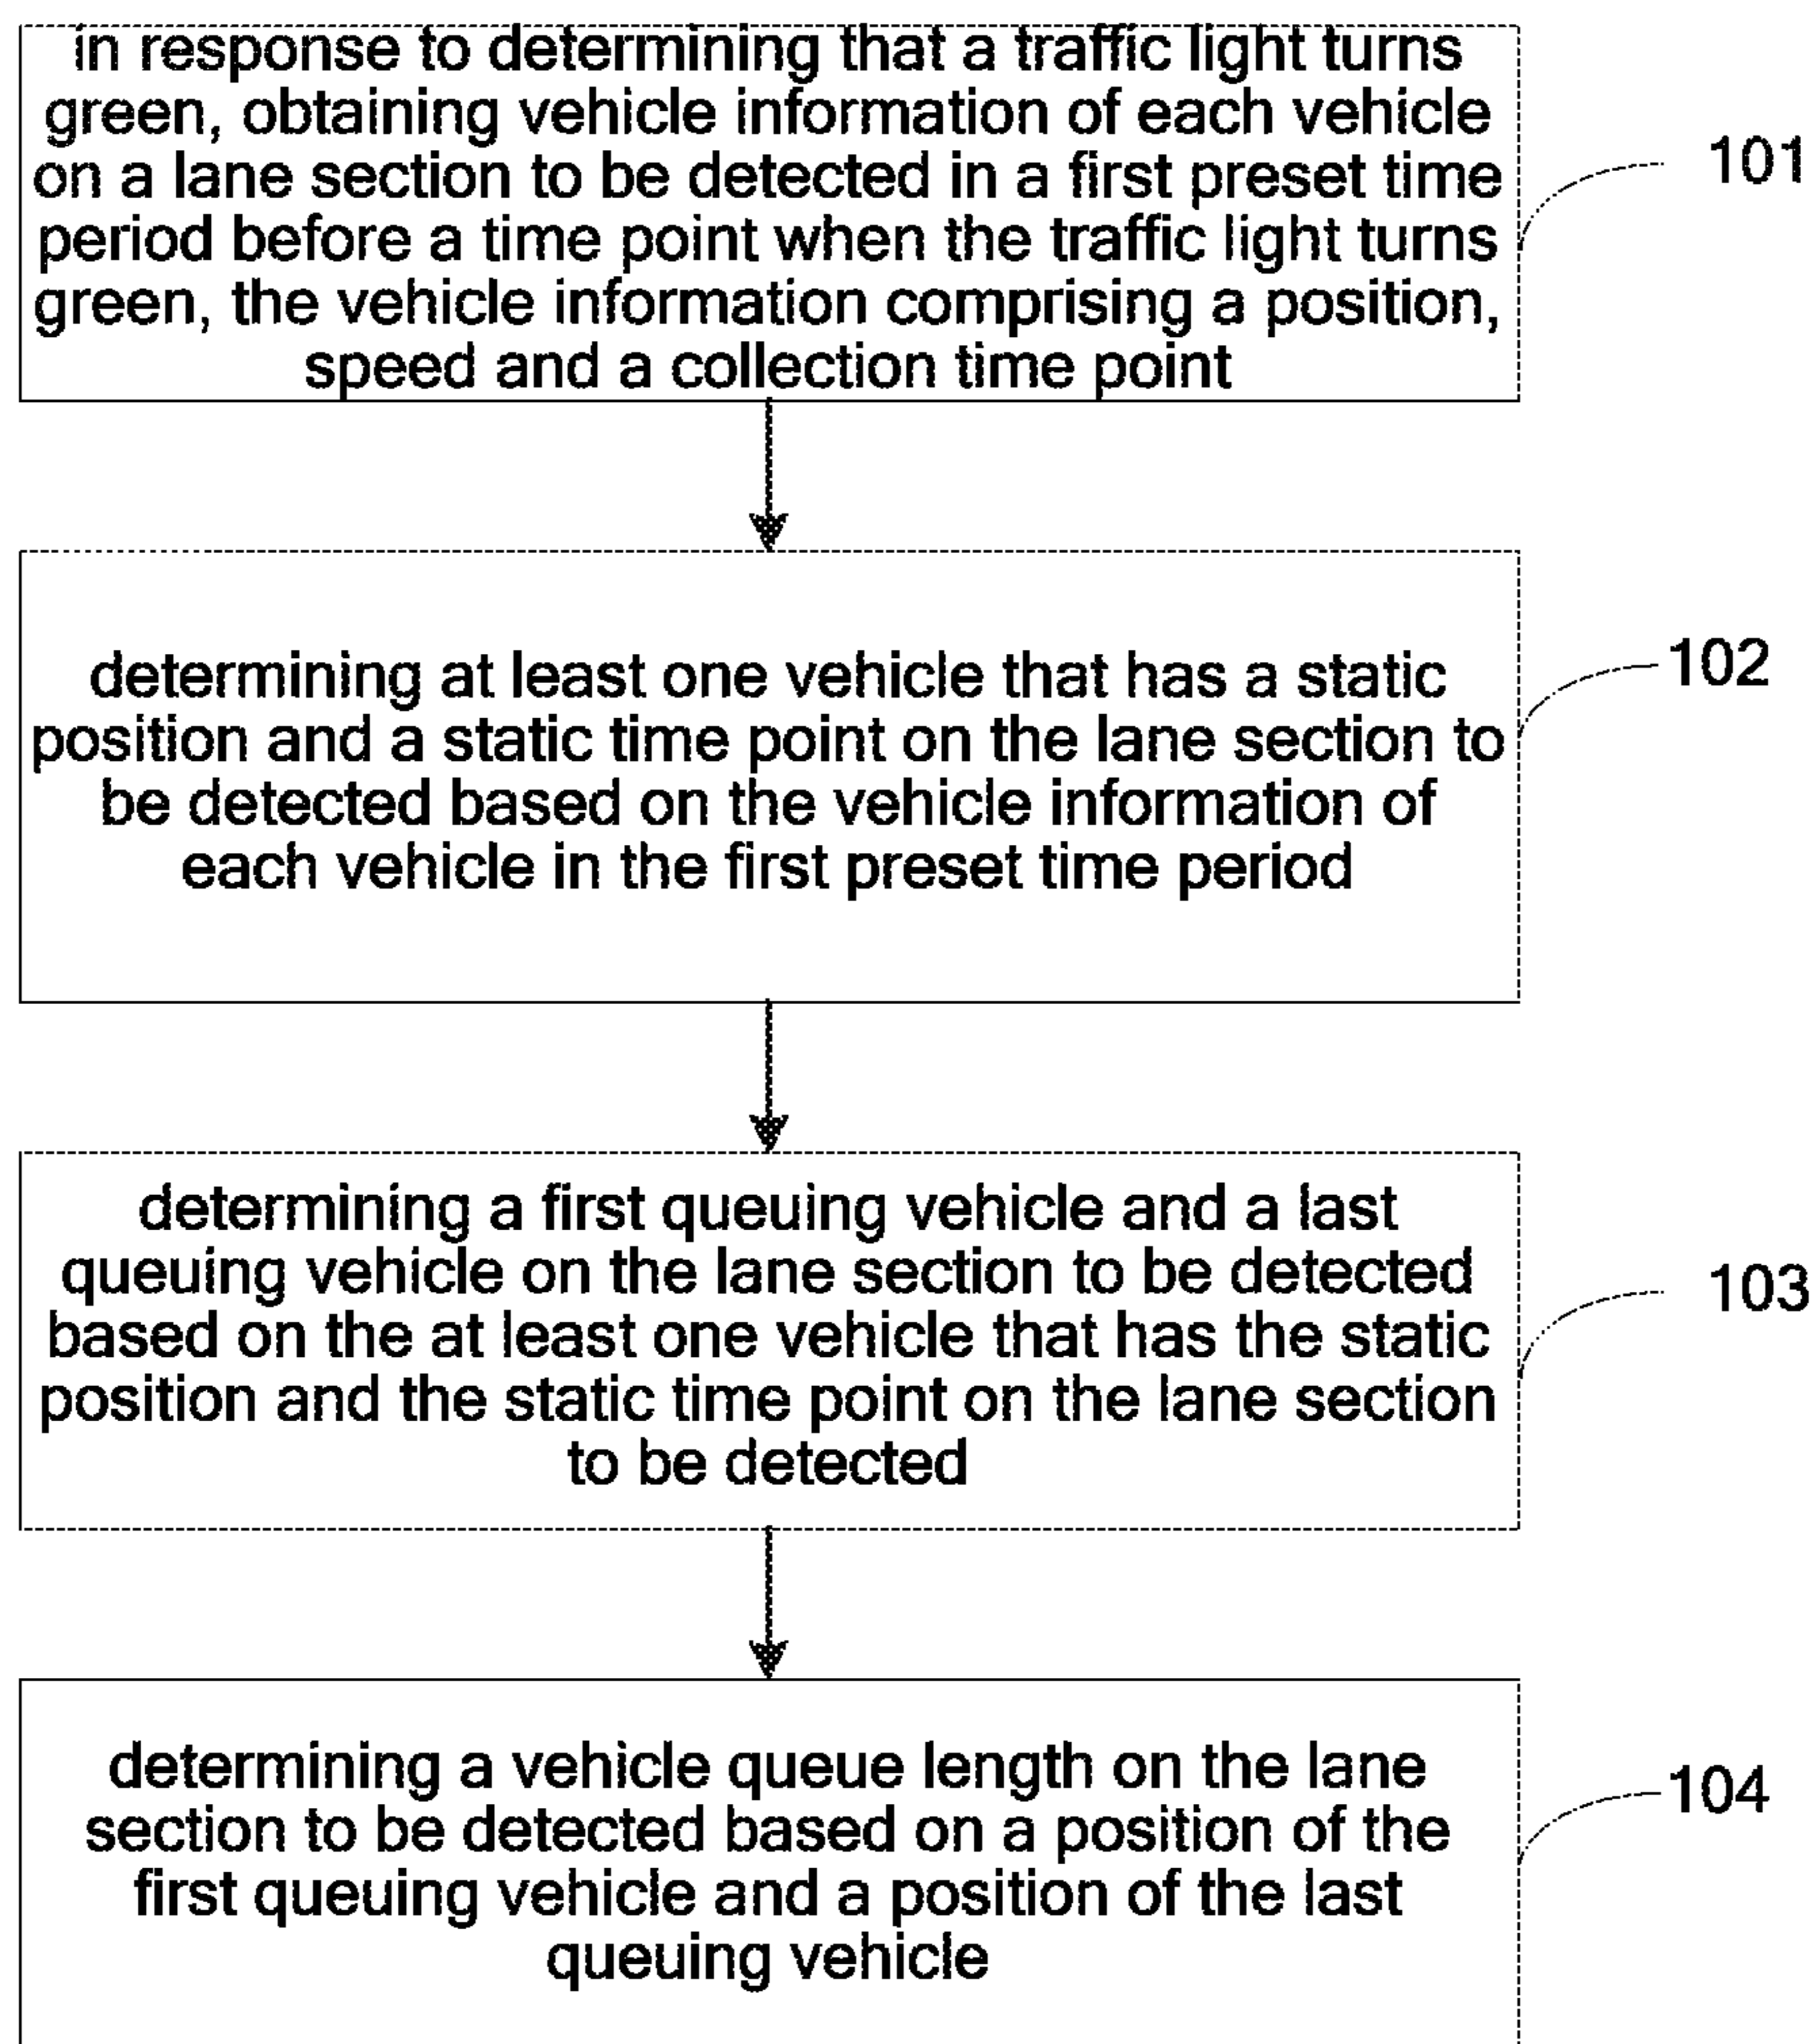 in response to determining that a traffic light turns
green, obtaining vehicle information of each vehicle
on a lane section to be detected in a first preset time
period before a time point when the traffic light turns
green, the vehicle information comprising a position,
speed and a collection time point
101
determining at least one vehicle that has a static
position and a static time point on the lane section to
be detected based on the vehicle information of
each vehicle in the first preset time period
102
determining a first queuing vehicle and a last
queuing vehicle on the lane section to be detected
based on the at least one vehicle that has the static
position and the static time point on the lane section
to be detected
103
determining a vehicle queue length on the lane
section to be detected based on a position of the
first queuing vehicle and a position of the last
queuing vehicle
104